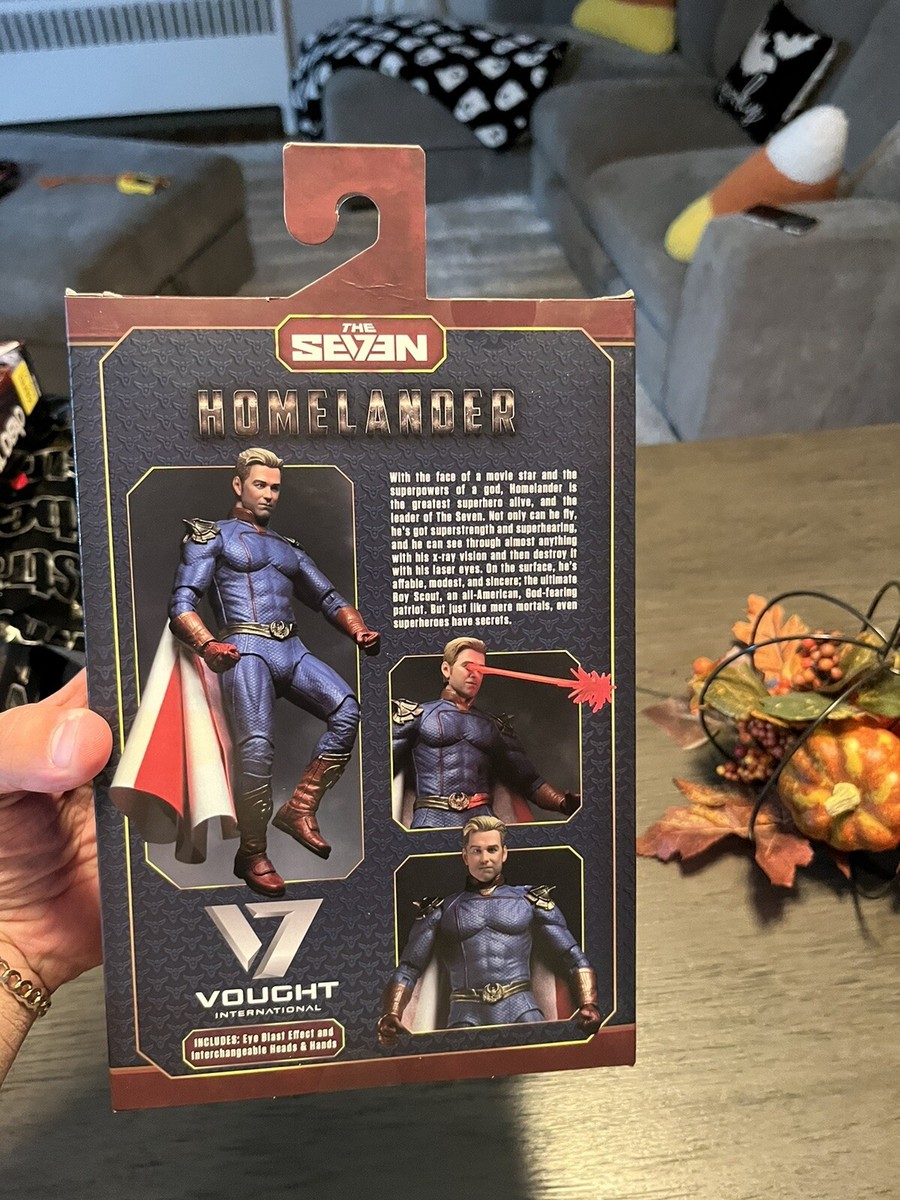 THE
SEVEN
HOMELANDER
With the face of a movie star and the
superpowers of a god, Homelander is
the greatest superhero alive, and the
leader of The Seven. Not only can he fly,
he's got superstrength and superhearing,
and he can see through almost anything
with his x-ray vision and then destroy it
with his laser eyes. On the surface, he's
affable, modest, and sincere; the ultimate
Boy Scout, an all-American, God-fearing
patriot. But just like mere mortals, even
superheroes have secrets.
VOUGHT
INTERNATIONAL
INCLUDES: Eye Blast Effect and
Interchangeable Heads & Hands